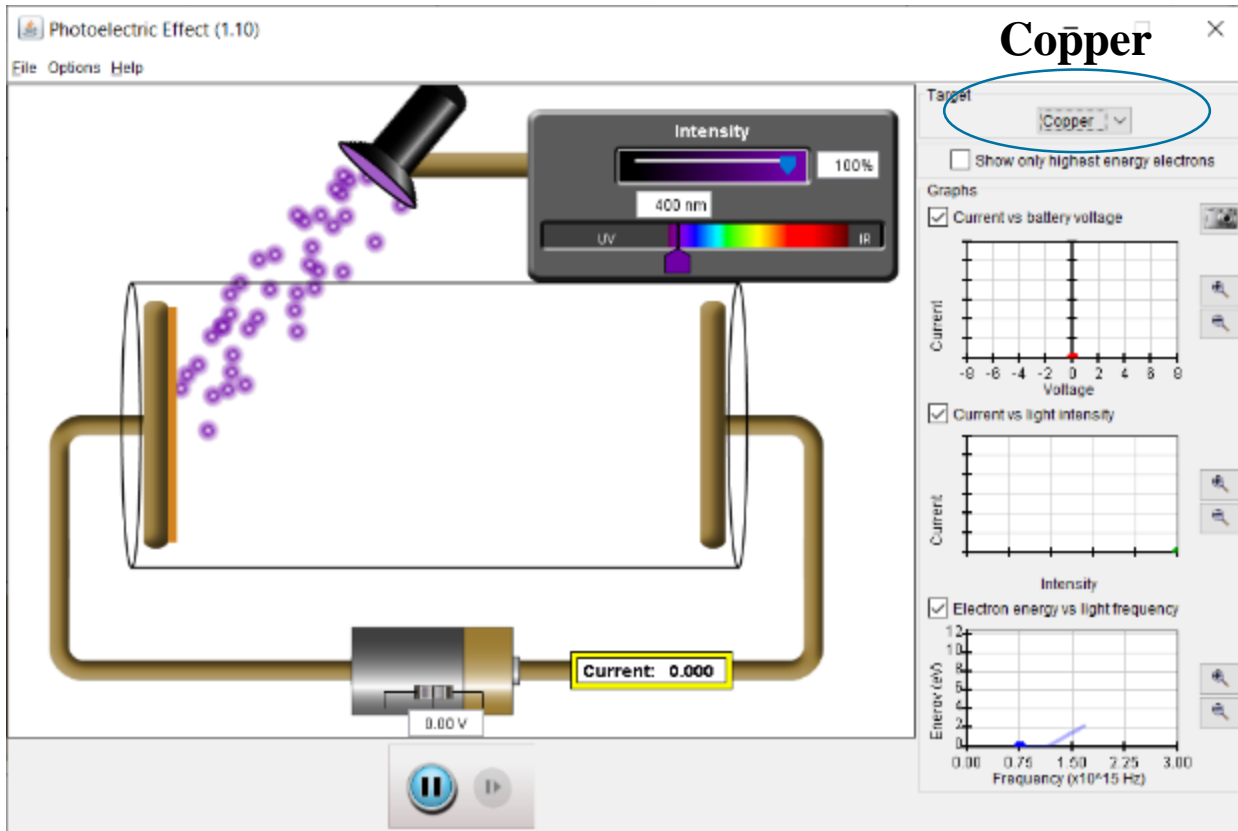 Photoelectric Effect (1.10)
Copper
File Options Help
Target
Copper
Show only highest energy electrons
Intensity
100%
400 nm
UV
IR
Graphs
Current vs battery voltage
Current
-8 -6 -4 -2 0 2 4 6 8
Voltage
Current vs light intensity
Current
Intensity
Electron energy vs light frequency
12
10
8
6
4
2
0
Energy (eV)
0.00 0.75 1.50 2.25 3.00
Frequency (x10^15 Hz)
Current: 0.000
0.00 V